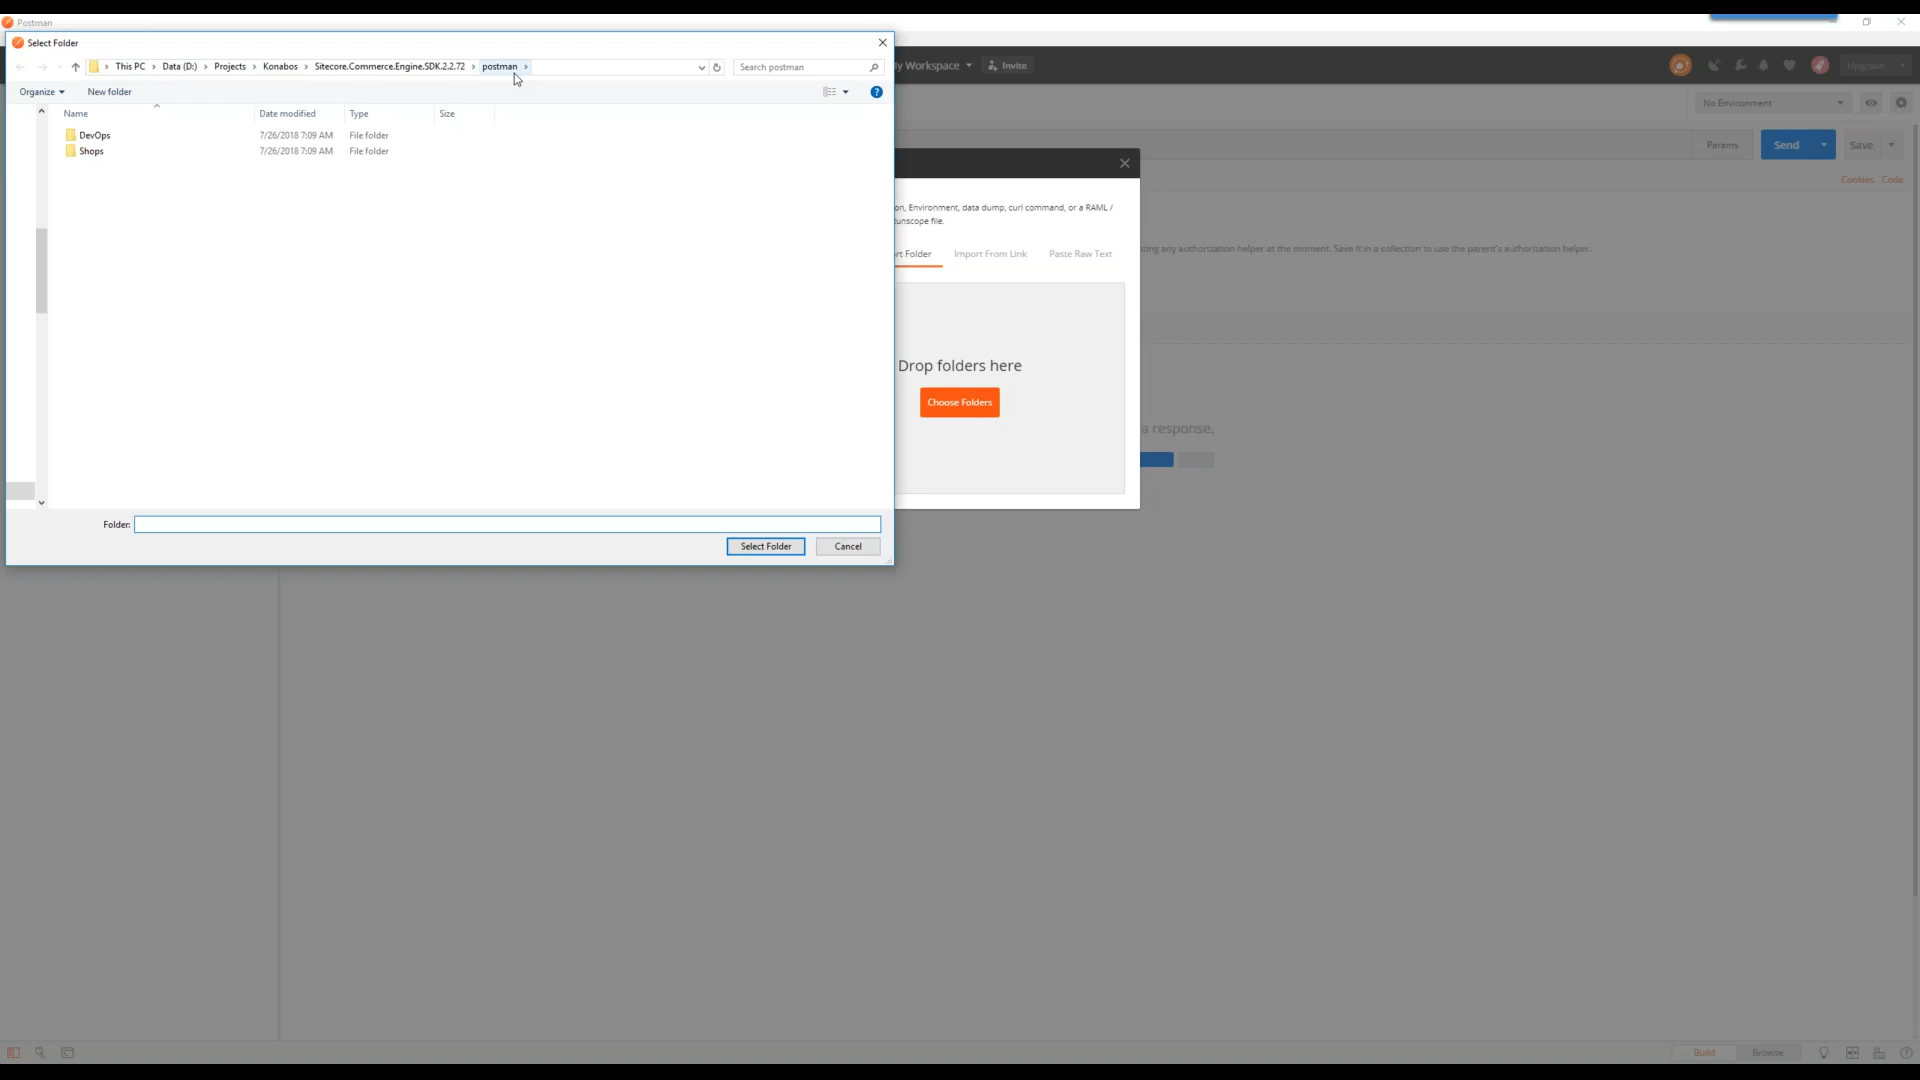 Postman
Select Folder
This PC > Data (D:) > Projects > Konabos > Sitecore.Commerce.Engine.SDK.2.2.72 > postman >
Search postman
Workspace
Invite
Upgrade
Organize
New folder
No Environment
Name
Date modified
Type
Size
DevOps
7/26/2018 7:09 AM
File folder
Shops
7/26/2018 7:09 AM
File folder
Params
Send
Save
Cookies
Code
on, Environment, data dump, curl command, or a RAML /
unscope file.
rt Folder
Import From Link
Paste Raw Text
ting any authorization helper at the moment. Save it in a collection to use the parent's authorization helper.
Drop folders here
Choose Folders
a response.
Folder:
Select Folder
Cancel
Build
Browse